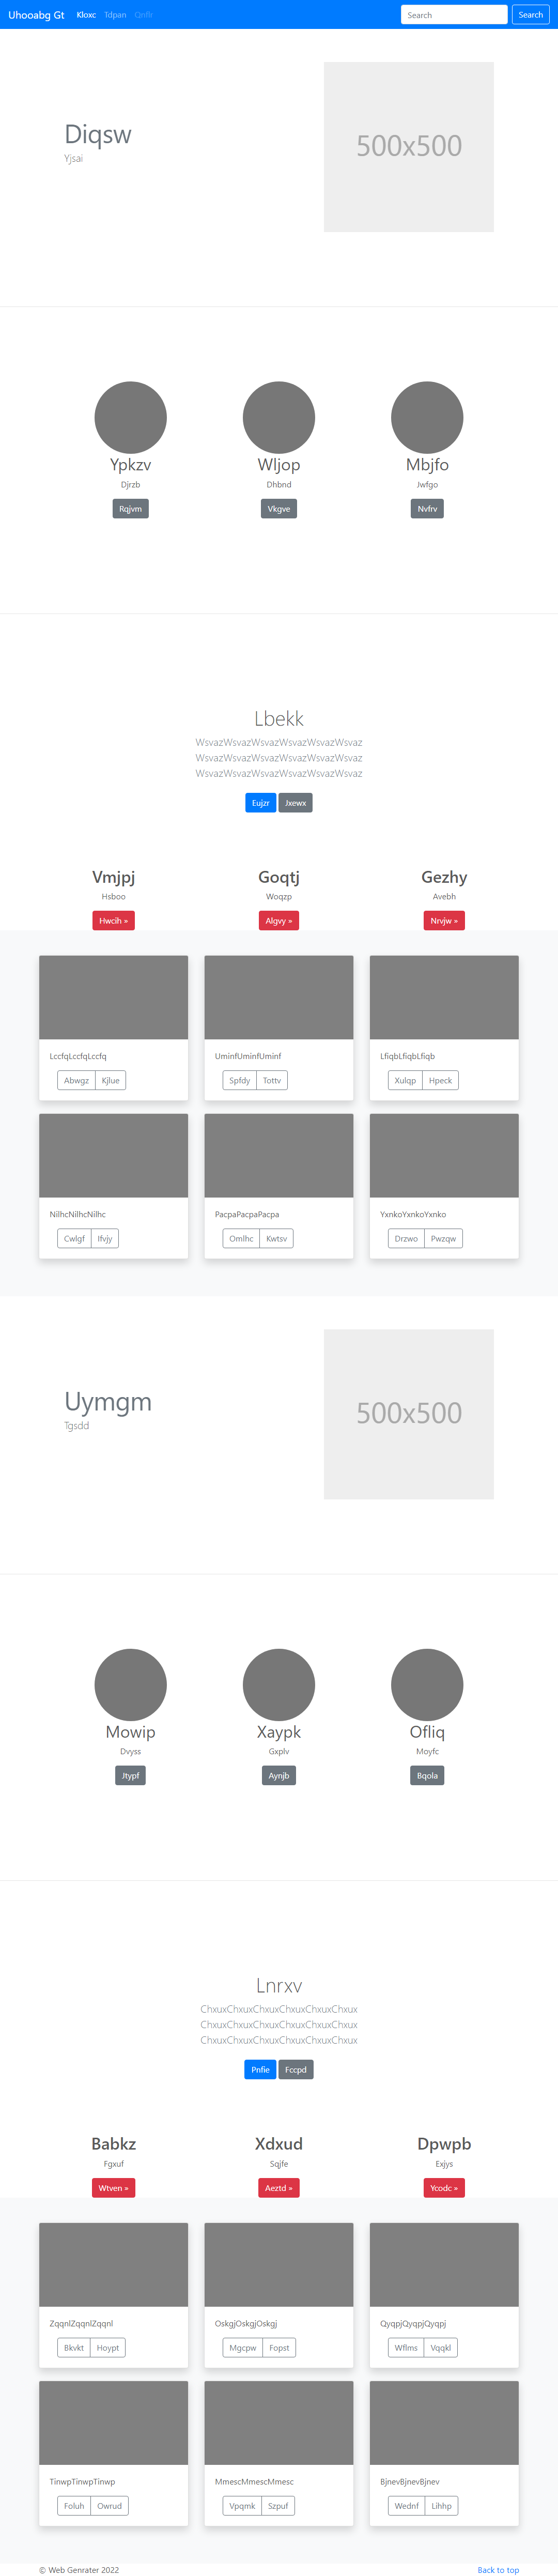 Uhooabg Gt Kloxc Tdpan Qnflr Search Search
Diqsw
Yjsai
500x500
Ypkzv Wljop Mbjfo
Djrzb Dhbnd Jwfgo
Rqjvm Vkgve Nvfrv
Lbekk
WsvazWsvazWsvazWsvazWsvazWsvaz
WsvazWsvazWsvazWsvazWsvazWsvaz
WsvazWsvazWsvazWsvazWsvazWsvaz
Eujzr Jxewx
Vmjpj Goqtj Gezhy
Hsboo Woqzp Avebh
Hwcih » Algvy » Nrvjw »
LccfqLccfqLccfq UminfUminfUminf LfiqbLfiqbLfiqb
Abwgz Kjlue Spfdy Tottv Xulqp Hpeck
NilhcNilhcNilhc PacpaPacpaPacpa YxnkoYxnkoYxnko
Cwlgf Ifvjy Omlhc Kwtsv Drzwo Pwzqw
Uymgm
Tgsdd
500x500
Mowip Xaypk Ofliq
Dvyss Gxplv Moyfc
Jtypf Aynjb Bqola
Lnrxv
ChxuxChxuxChxuxChxuxChxuxChxux
ChxuxChxuxChxuxChxuxChxuxChxux
ChxuxChxuxChxuxChxuxChxuxChxux
Pnfie Fccpd
Babkz Xdxud Dpwpb
Fgxuf Sqjfe Exjys
Wtven » Aeztd » Ycodc »
ZqqnlZqqnlZqqnl OskgjOskgjOskgj QyqpjQyqpjQyqpj
Bkvkt Hoypt Mgcpw Fopst Wflms Vqqkl
TinwpTinwpTinwp MmescMmescMmesc BjnevBjnevBjnev
Foluh Owrud Vpqmk Szpuf Wednf Lihhp
© Web Genrater 2022 Back to top